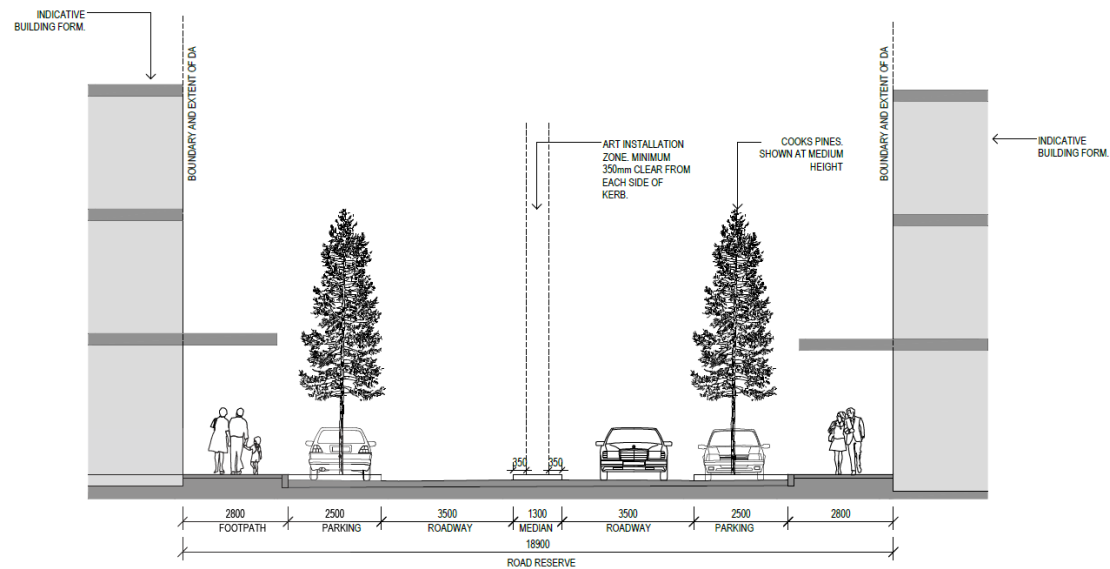 INDICATIVE
BUILDING FORM.
BOUNDARY AND EXTENT OF DA
ART INSTALLATION
ZONE. MINIMUM
350mm CLEAR FROM
EACH SIDE OF
KERB.
COOKS PINES.
SHOWN AT MEDIUM
HEIGHT
BOUNDARY AND EXTENT OF DA
INDICATIVE
BUILDING FORM.
350 350
2800 2500 3500 1300 3500 2500 2800
FOOTPATH PARKING ROADWAY MEDIAN ROADWAY PARKING
18900
ROAD RESERVE